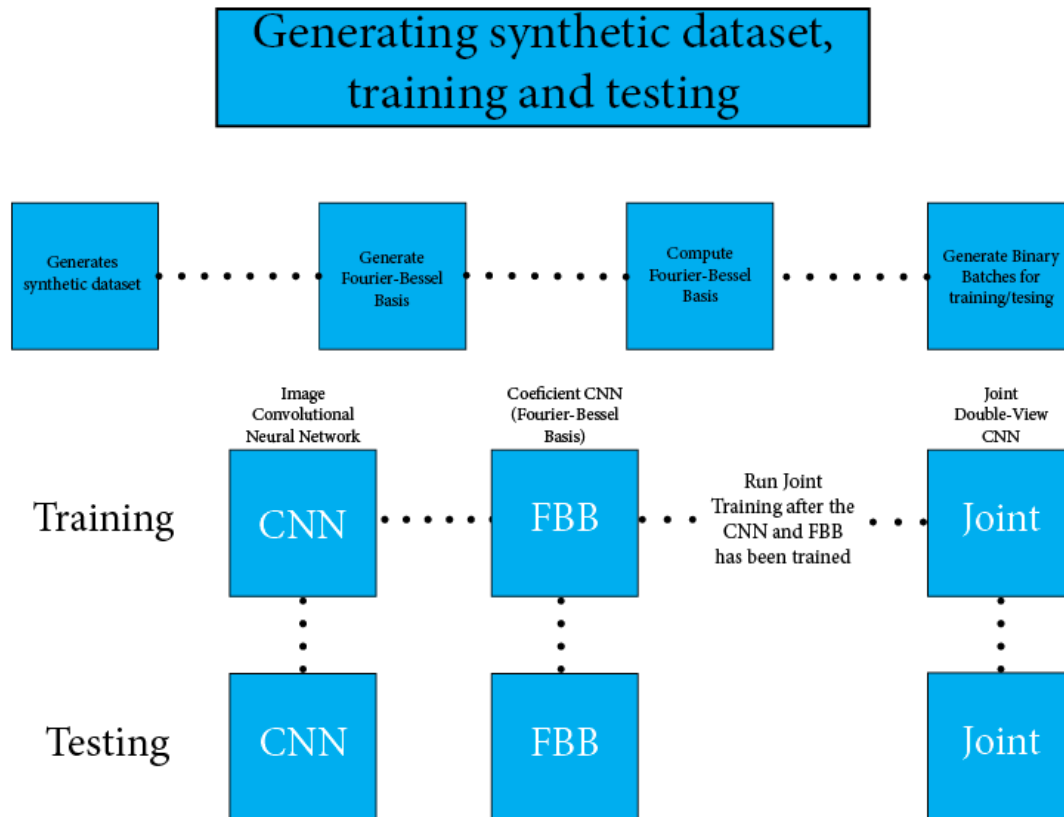 Generating synthetic dataset,
training and testing
Generates
synthetic dataset
Generate
Fourier-Bessel
Basis
Compute
Fourier-Bessel
Basis
Generate Binary
Batches for
training/tesing
Image
Convolutional
Neural Network
Coeficient CNN
(Fourier-Bessel
Basis)
Joint
Double-View
CNN
Training
CNN
FBB
Run Joint
Training after the
CNN and FBB
has been trained
Joint
Testing
CNN
FBB
Joint